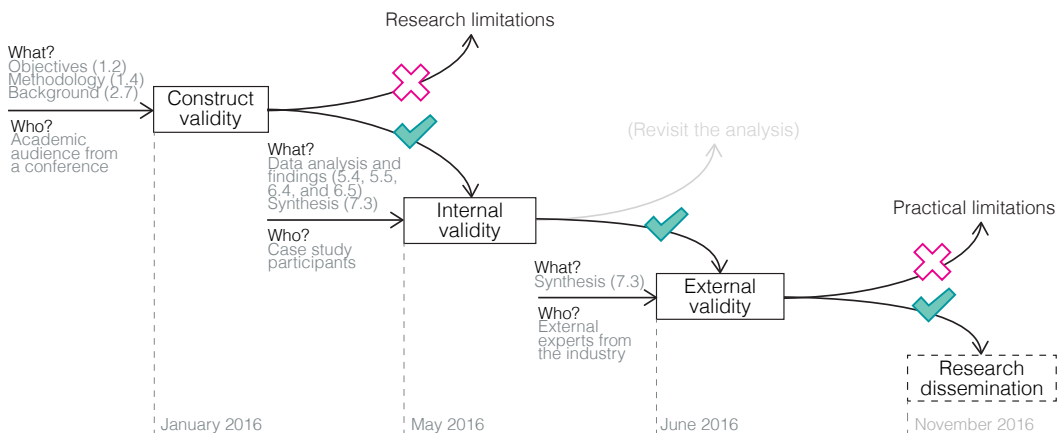 Research limitations
What?
Objectives (1.2)
Methodology (1.4)
Background (2.7)
Construct
validity
Who?
Academic
audience from
a conference
(Revisit the analysis)
What?
Data analysis and
findings (5.4, 5.5,
6.4, and 6.5)
Synthesis (7.3)
Internal
validity
Who?
Case study
participants
Practical limitations
What?
Synthesis (7.3)
External
validity
Who?
External
experts from
the industry
Research
dissemination
January 2016
May 2016
June 2016
November 2016